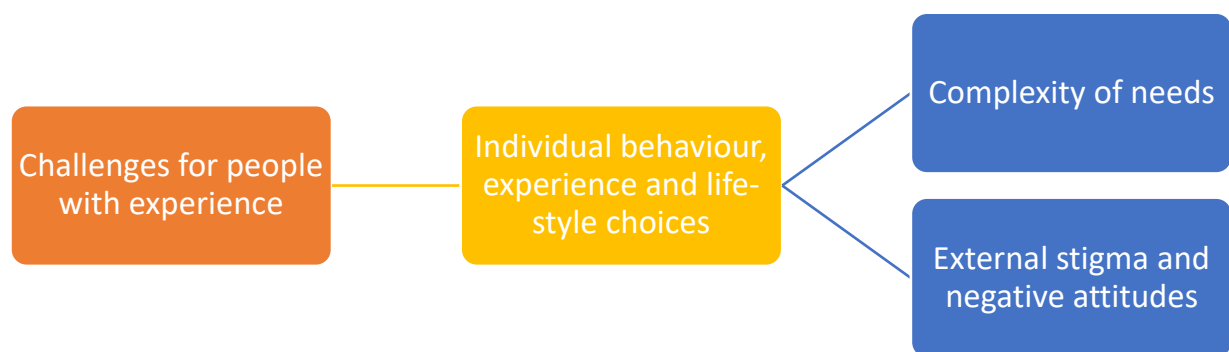 Challenges for people
with experience
Individual behaviour,
experience and life-
style choices
Complexity of needs
External stigma and
negative attitudes